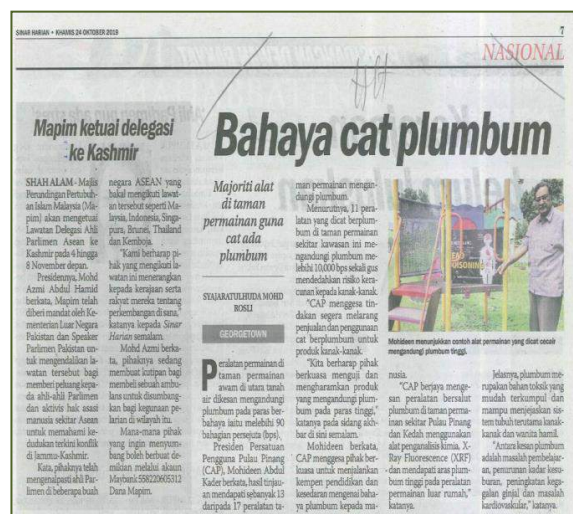 SINAR HARIAN • KHAMIS 24 OKTOBER 2019
7
NASIONAL
Mapim ketuai delegasi
ke Kashmir
SHAH ALAM - Majlis
Perundingan Pertubuh-
an Islam Malaysia (Ma-
pim) akan mengetuai
Lawatan Delegasi Ahli
Parlimen Asean ke
Kashmir pada 4 hingga
8 November depan.
Presidennya, Mohd
Azmi Abdul Hamid
berkata, Mapim telah
diberi mandat oleh Ke-
menterian Luar Negara
Pakistan dan Speaker
Parlimen Pakistan un-
tuk mengendalikan la-
watan tersebut bagi
memberi peluang kepa-
da ahli-ahli Parlimen
dan aktivis hak asasi
manusia sekitar Asean
untuk memahami ke-
dudukan terkini konflik
di Jammu-Kashmir.
Kata, pihaknya telah
mengenalpasti ahli Par-
limen di beberapa buah
negara ASEAN yang
bakal mengikuti lawat-
an tersebut seperti Ma-
laysia, Indonesia, Singa-
pura, Brunei, Thailand
dan Kemboja.
"Kami berharap pi-
hak yang mengikuti la-
watan ini menerangkan
kepada kerajaan serta
rakyat mereka tentang
perkembangan di sana,"
katanya kepada Sinar
Harian semalam.
Mohd Azmi berka-
ta, pihaknya sedang
membuat kutipan bagi
membeli sebuah ambu-
lans untuk disumbang-
kan bagi kegunaan pe-
larian di wilayah itu.
Mana-mana pihak
yang ingin menyum-
bang boleh berbuat de-
mikian melalui akaun
Maybank 558220605312
Dana Mapim.
Bahaya cat plumbum
Majoriti alat
di taman
permainan guna
cat ada
plumbum
SYAJARATULHUDA MOHD
ROSLI
GEORGETOWN
Peralatan permainan di
taman permainan
awam di utara tanah
air dikesan mengandungi
plumbum pada paras ber-
bahaya iaitu melebihi 90
bahagian persejuta (bps).
Presiden Persatuan
Pengguna Pulau Pinang
(CAP), Mohideen Abdul
Kader berkata, hasil tinjau-
an mendapati sebanyak 13
daripada 17 peralatan ta-
man permainan mengan-
dungi plumbum.
Menurutnya, 11 pera-
latan yang dicat berplum-
bum di taman permainan
sekitar kawasan ini me-
ngandungi plumbum me-
lebihi 10,000 bps sekali gus
mendedahkan risiko kera-
cunan kepada kanak-kanak.
"CAP menggesa tin-
dakan segera melarang
penjualan dan penggunaan
cat berplumbum untuk
produk kanak-kanak.
"Kita berharap pihak
berkuasa menguji dan
mengharamkan produk
yang mengandungi plum-
bum pada paras tinggi,"
katanya pada sidang akh-
bar di sini semalam.
Mohideen berkata,
CAP menggesa pihak ber-
kuasa untuk menjalankan
kempen pendidikan dan
kesedaran mengenai baha-
ya plumbum kepada ma-
POISONING
Mohideen menunjukkan contoh alat permainan yang dicat cecair
mengandungi plumbum tinggi.
nusia.
"CAP berjaya menge-
san peralatan bersalut
plumbum di taman perma-
inan sekitar Pulau Pinang
dan Kedah menggunakan
alat penganalisis kimia, X-
Ray Fluorescence (XRF)
dan mendapati aras plum-
bum tinggi pada peralatan
permainan luar rumah,"
katanya.
Jelasnya, plumbum me-
rupakan bahan toksik yang
mudah terkumpul dan
mampu menjejaskan sis-
tem tubuh terutama kanak-
kanak dan wanita hamil.
"Antara kesan plumbum
adalah masalah pembelajar-
an, penurunan kadar kesu-
buran, peningkatan kega-
galan ginjal dan masalah
kardiovaskular," katanya.